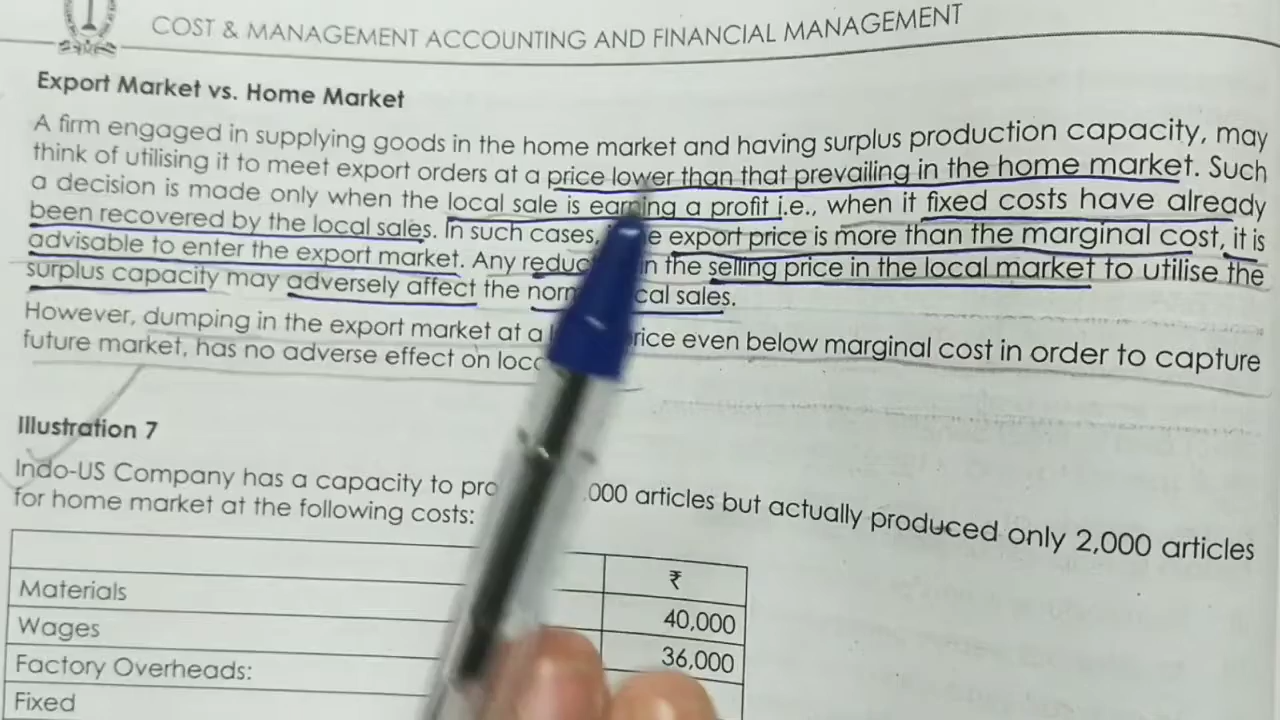 COST & MANAGEMENT ACCOUNTING AND FINANCIAL MANAGEMENT
Export Market vs. Home Market
A firm engaged in supplying goods in the home market and having surplus production capacity, may
think of utilising it to meet export orders at a price lower than that prevailing in the home market. Such
a decision is made only when the local sale is earning a profit i.e., when it fixed costs have already
been recovered by the local sales. In such cases, export price is more than the marginal cost, it is
advisable to enter the export market. Any in the selling price in the local market to utilise the
surplus capacity may adversely affect the sales.
However, dumping in the export market at a even below marginal cost in order to capture
future market, has no adverse effect on
Illustration 7
Indo-US Company has a capacity to articles but actually produced only 2,000 articles
for home market at the following costs:
₹
Materials 40,000
Wages 36,000
Factory Overheads:
Fixed